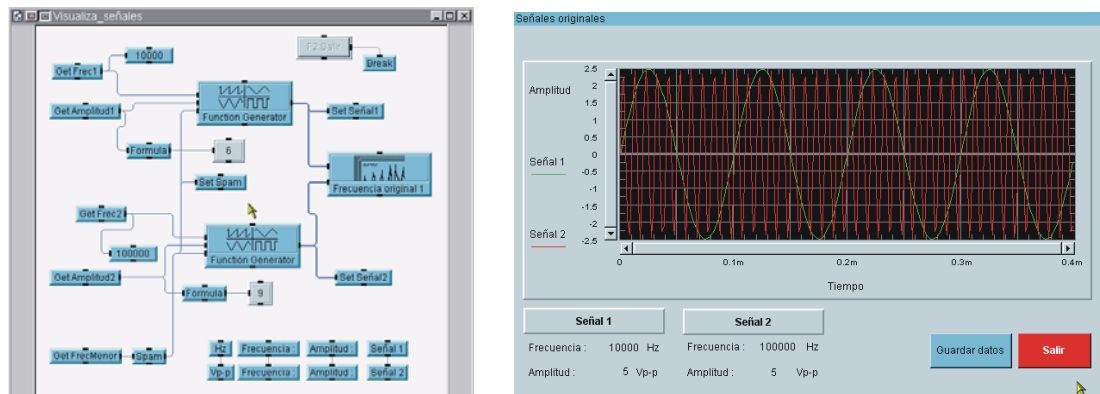 Visualiza_señales
F2:Salir
10000
Break
Get Frec1
Get Amplitud1
Function Generator
Set Señal1
Formula
6
Frecuencia original 1
Set Spam
Get Frec2
100000
Function Generator
Get Amplitud2
Set Señal2
Formula
9
Get FrecMenor
Spam
Hz Frecuencia : Amplitud : Señal 1
Vp-p Frecuencia : Amplitud : Señal 2
Señales originales
Amplitud
Señal 1
Señal 2
2.5
2
1.5
1
0.5
0
-0.5
-1
-1.5
-2
-2.5
0 0.1m 0.2m 0.3m 0.4m
Tiempo
Señal 1 Señal 2
Frecuencia : 10000 Hz Frecuencia : 100000 Hz
Amplitud : 5 Vp-p Amplitud : 5 Vp-p
Guardar datos Salir